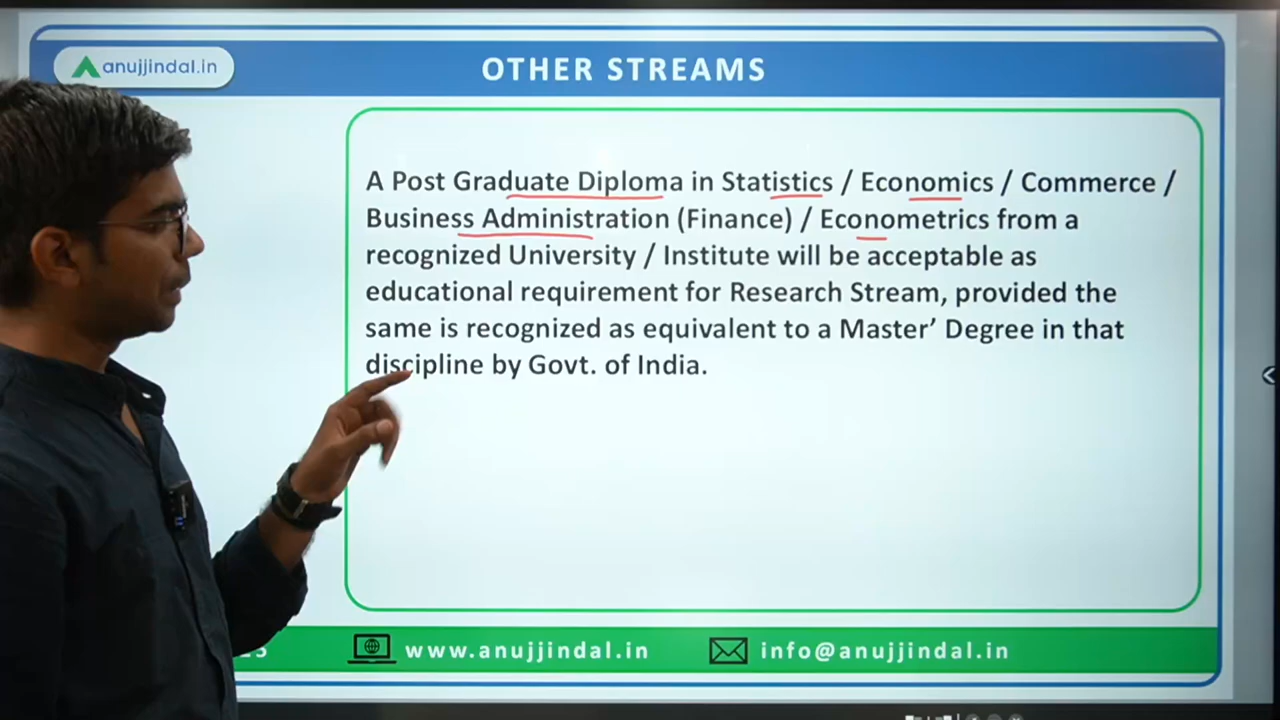 anujjindal.in
OTHER STREAMS
A Post Graduate Diploma in Statistics / Economics / Commerce /
Business Administration (Finance) / Econometrics from a
recognized University / Institute will be acceptable as
educational requirement for Research Stream, provided the
same is recognized as equivalent to a Master’ Degree in that
discipline by Govt. of India.
www.anujjindal.in
info@anujjindal.in